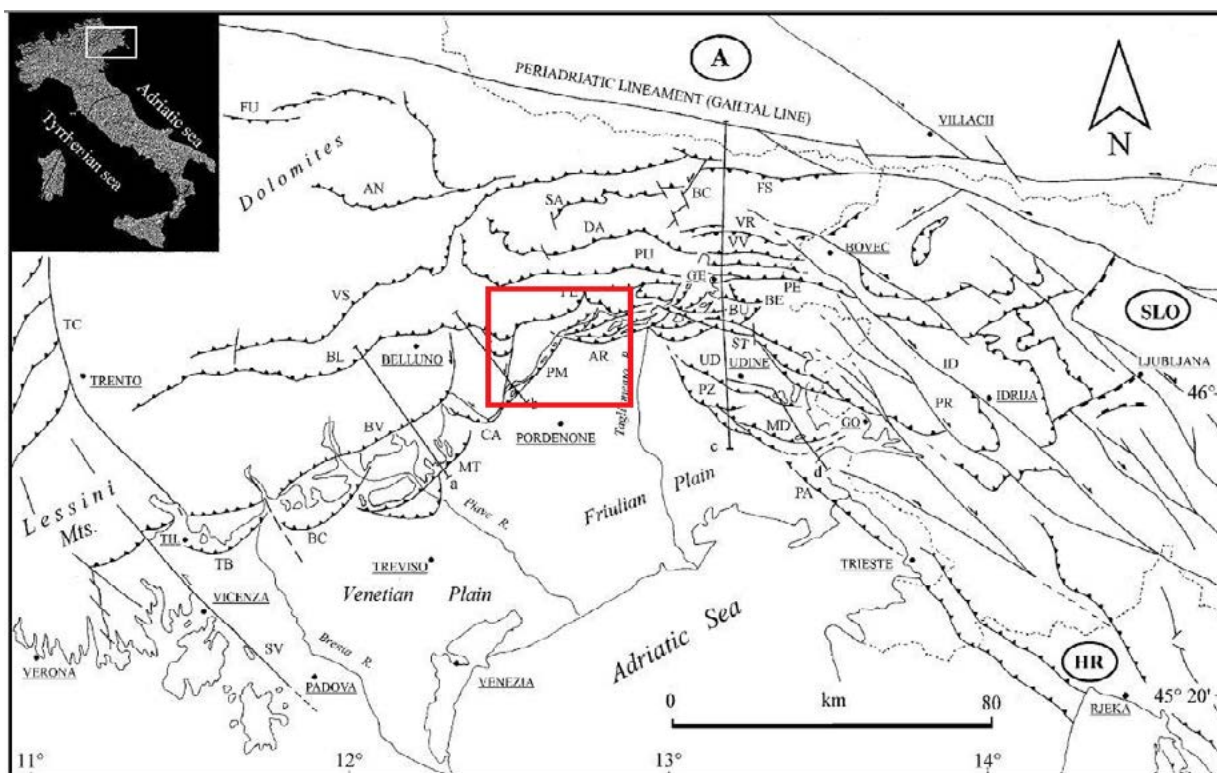 Adriatic sea
Tyrrhenian sea
A
PERIADRIATIC LINEAMENT (GAILTAL LINE)
VILLACH
N
FU
Dolomites
AN
SA
BC
FS
DA
VR
VV
BOVEC
PU
GE
PE
VS
BE
BU
TC
SLO
BL
BELLUNO
AR
ST
UD
UDINE
ID
LJUBLJANA
TRENTO
PM
Tagliamento R.
PZ
IDRIJA
46°
b
PR
CA
PORDENONE
MD
GO
BV
MT
a
c
d
Lessini
Mts.
Piave R.
Friulian Plain
PA
TH.
TB
BC
TREVISO
TRIESTE
Venetian Plain
VICENZA
Adriatic Sea
SV
Brenta R.
HR
VERONA
PADOVA
VENEZIA
0 km 80
45° 20'
RJEKA
11° 12° 13° 14°